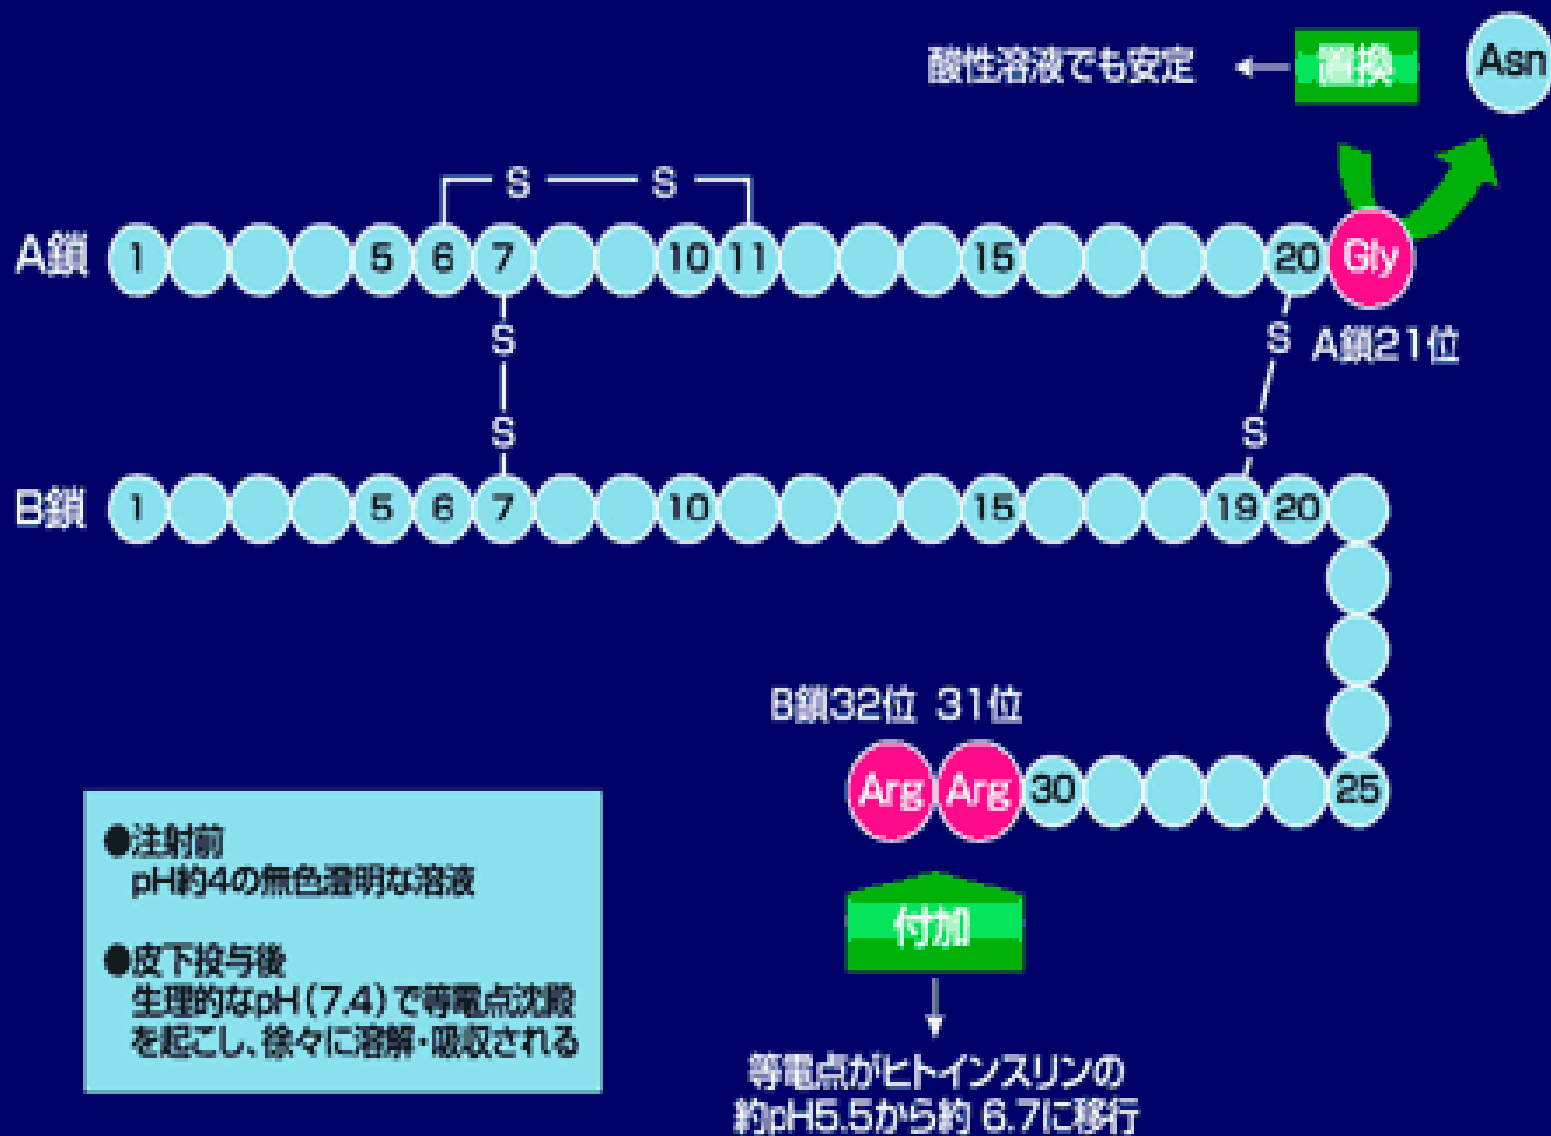 酸性溶液でも安定 ← 置換 Asn
S S
A鎖 1 5 6 7 10 11 15 20 Gly
S S A鎖21位
S S
B鎖 1 5 6 7 10 15 19 20
B鎖32位 31位
Arg Arg 30 25
●注射前
pH約4の無色澄明な溶液
●皮下投与後
生理的なpH(7.4)で等電点沈殿
を起こし、徐々に溶解・吸収される
付加
等電点がヒトインスリンの
約pH5.5から約 6.7に移行